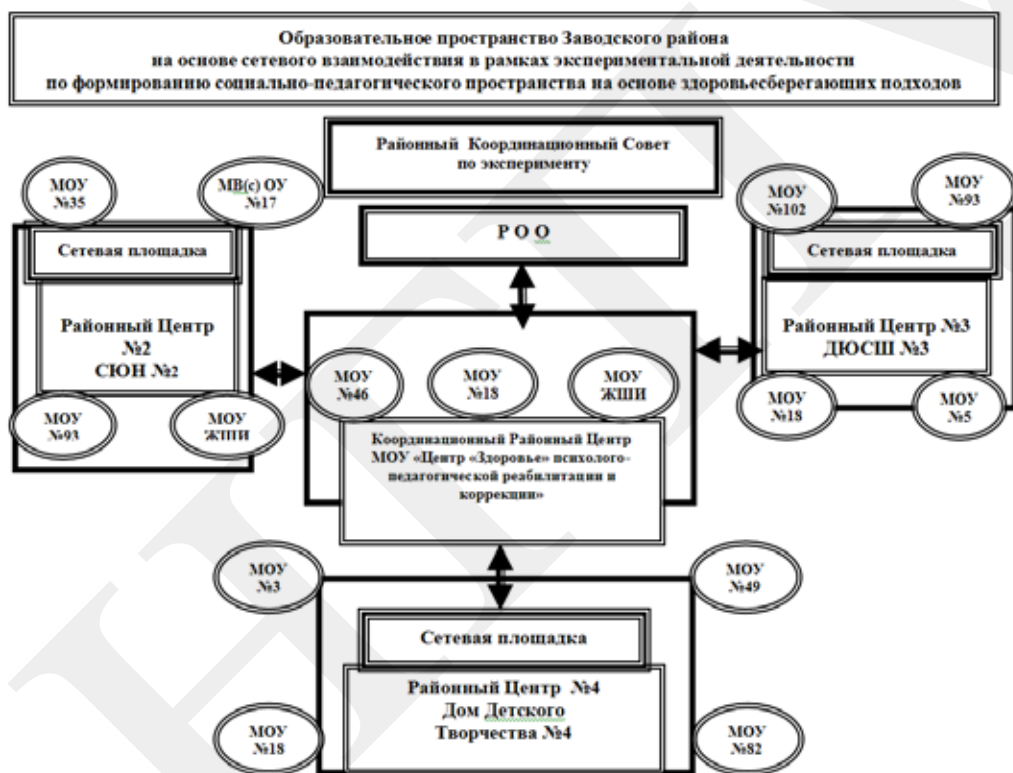 Образовательное пространство Заводского района
на основе сетевого взаимодействия в рамках экспериментальной деятельности
по формированию социально-педагогического пространства на основе здоровьесберегающих подходов
Районный Координационный Совет
по эксперименту
Р О О
МОУ
№35
МВ(с) ОУ
№17
Сетевая площадка
Районный Центр
№2
СЮН №2
МОУ
№93
МОУ
ЖШИ
МОУ
№102
МОУ
№93
Сетевая площадка
Районный Центр №3
ДЮСШ №3
МОУ
№18
МОУ
№5
МОУ
№46
МОУ
№18
МОУ
ЖШИ
Координационный Районный Центр
МОУ «Центр «Здоровье» психолого-
педагогической реабилитации и
коррекции»
МОУ
№3
МОУ
№49
Сетевая площадка
Районный Центр №4
Дом Детского
Творчества №4
МОУ
№18
МОУ
№82